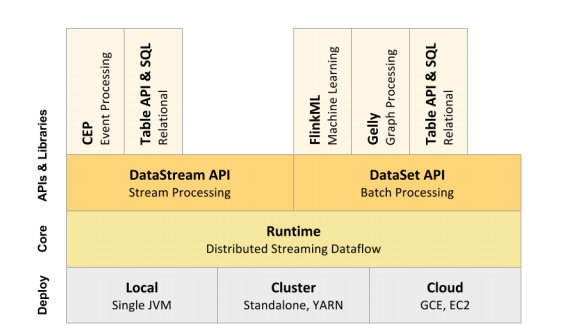 APIs & Libraries
CEP
Event Processing
Table API & SQL
Relational
FlinkML
Machine Learning
Gelly
Graph Processing
Table API & SQL
Relational
DataStream API
Stream Processing
DataSet API
Batch Processing
Core
Runtime
Distributed Streaming Dataflow
Deploy
Local
Single JVM
Cluster
Standalone, YARN
Cloud
GCE, EC2